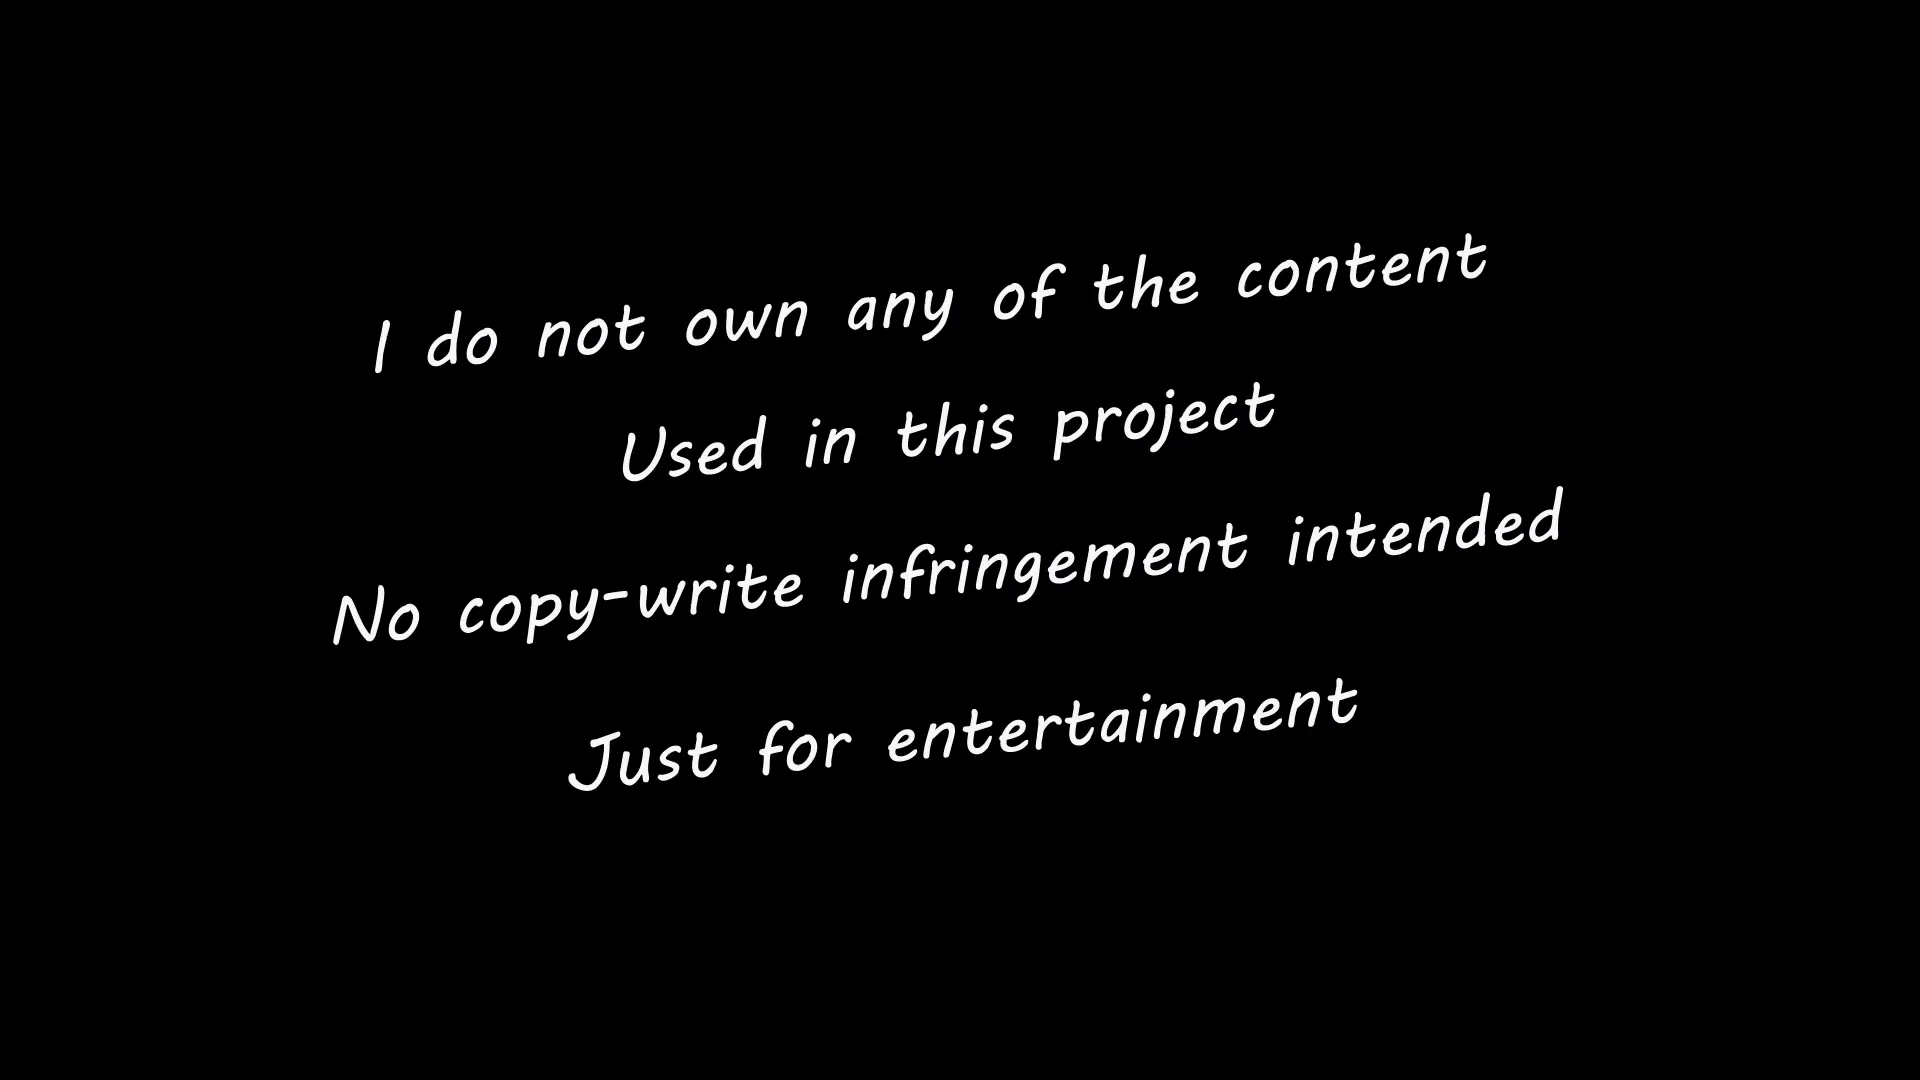 I do not own any of the content
Used in this project
No copy-write infringement intended
Just for entertainment